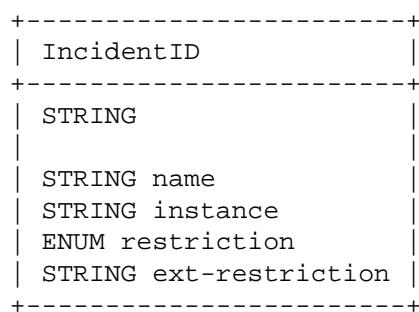 +------------------------+
| IncidentID             |
+------------------------+
| STRING                 |
|                        |
| STRING name            |
| STRING instance        |
| ENUM restriction       |
| STRING ext-restriction |
+------------------------+